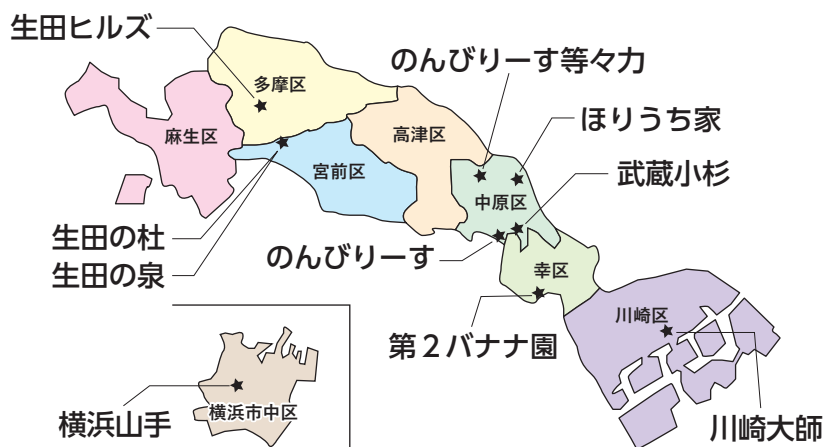 生田ヒルズ
のんびりーす等々力
多摩区
ほりうち家
麻生区
高津区
宮前区
武蔵小杉
中原区
生田の杜
のんびりーす
生田の泉
幸区
川崎区
第2バナナ園
横浜山手
横浜市中区
川崎大師